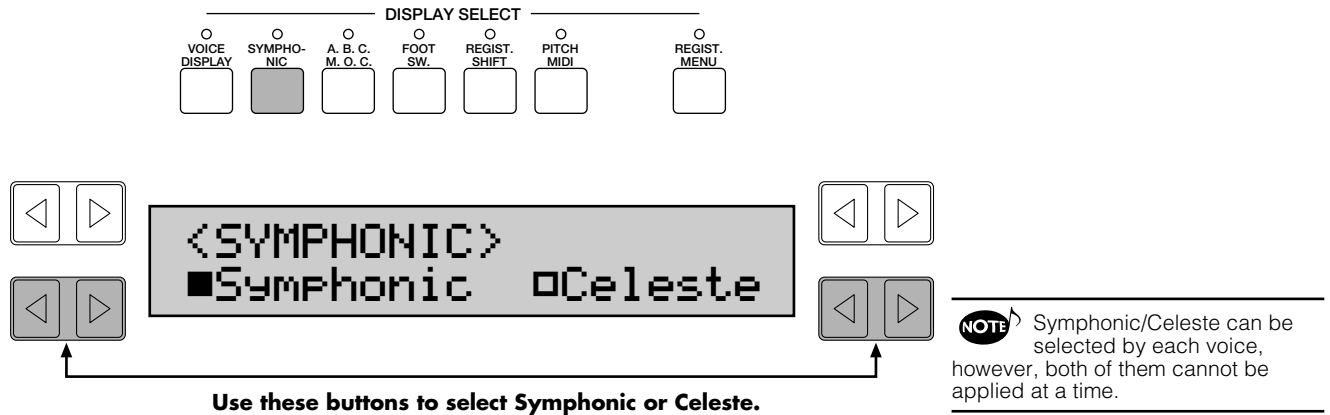 DISPLAY SELECT
VOICE DISPLAY
SYMPHO-NIC
A. B. C. M. O. C.
FOOT SW.
REGIST. SHIFT
PITCH MIDI
REGIST. MENU
<SYMPHONIC>
■Symphonic □Celeste
Use these buttons to select Symphonic or Celeste.
NOTE Symphonic/Celeste can be
selected by each voice,
however, both of them cannot be
applied at a time.